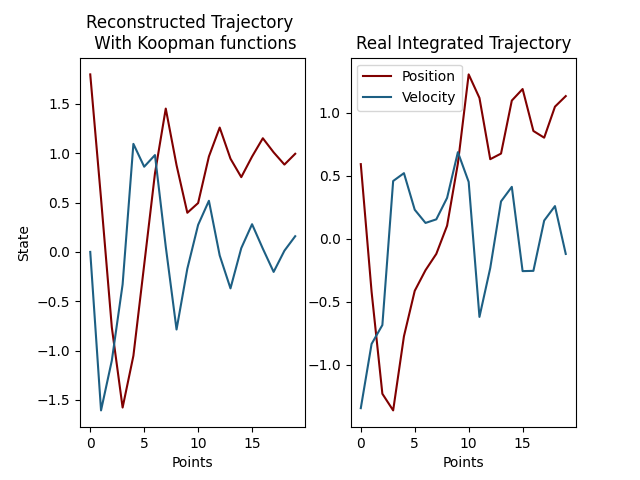 Reconstructed Trajectory
With Koopman functions
State
1.5
1.0
0.5
0.0
−0.5
−1.0
−1.5
0 5 10 15
Points
Real Integrated Trajectory
Position
Velocity
1.0
0.5
0.0
−0.5
−1.0
0 5 10 15
Points